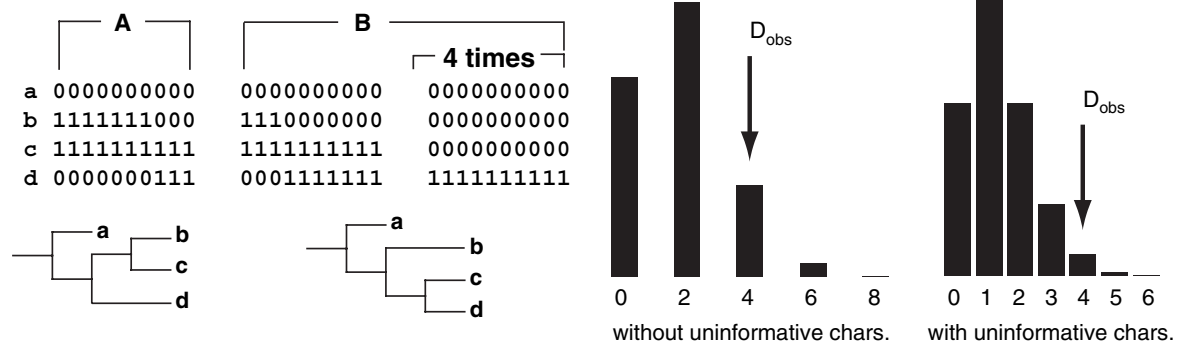 A B
4 times
a 0000000000 0000000000 0000000000
b 1111111000 1110000000 0000000000
c 1111111111 1111111111 0000000000
d 0000000111 0001111111 1111111111
a
b
c
d
a
b
c
d
Dobs
0 2 4 6 8
without uninformative chars.
Dobs
0 1 2 3 4 5 6
with uninformative chars.